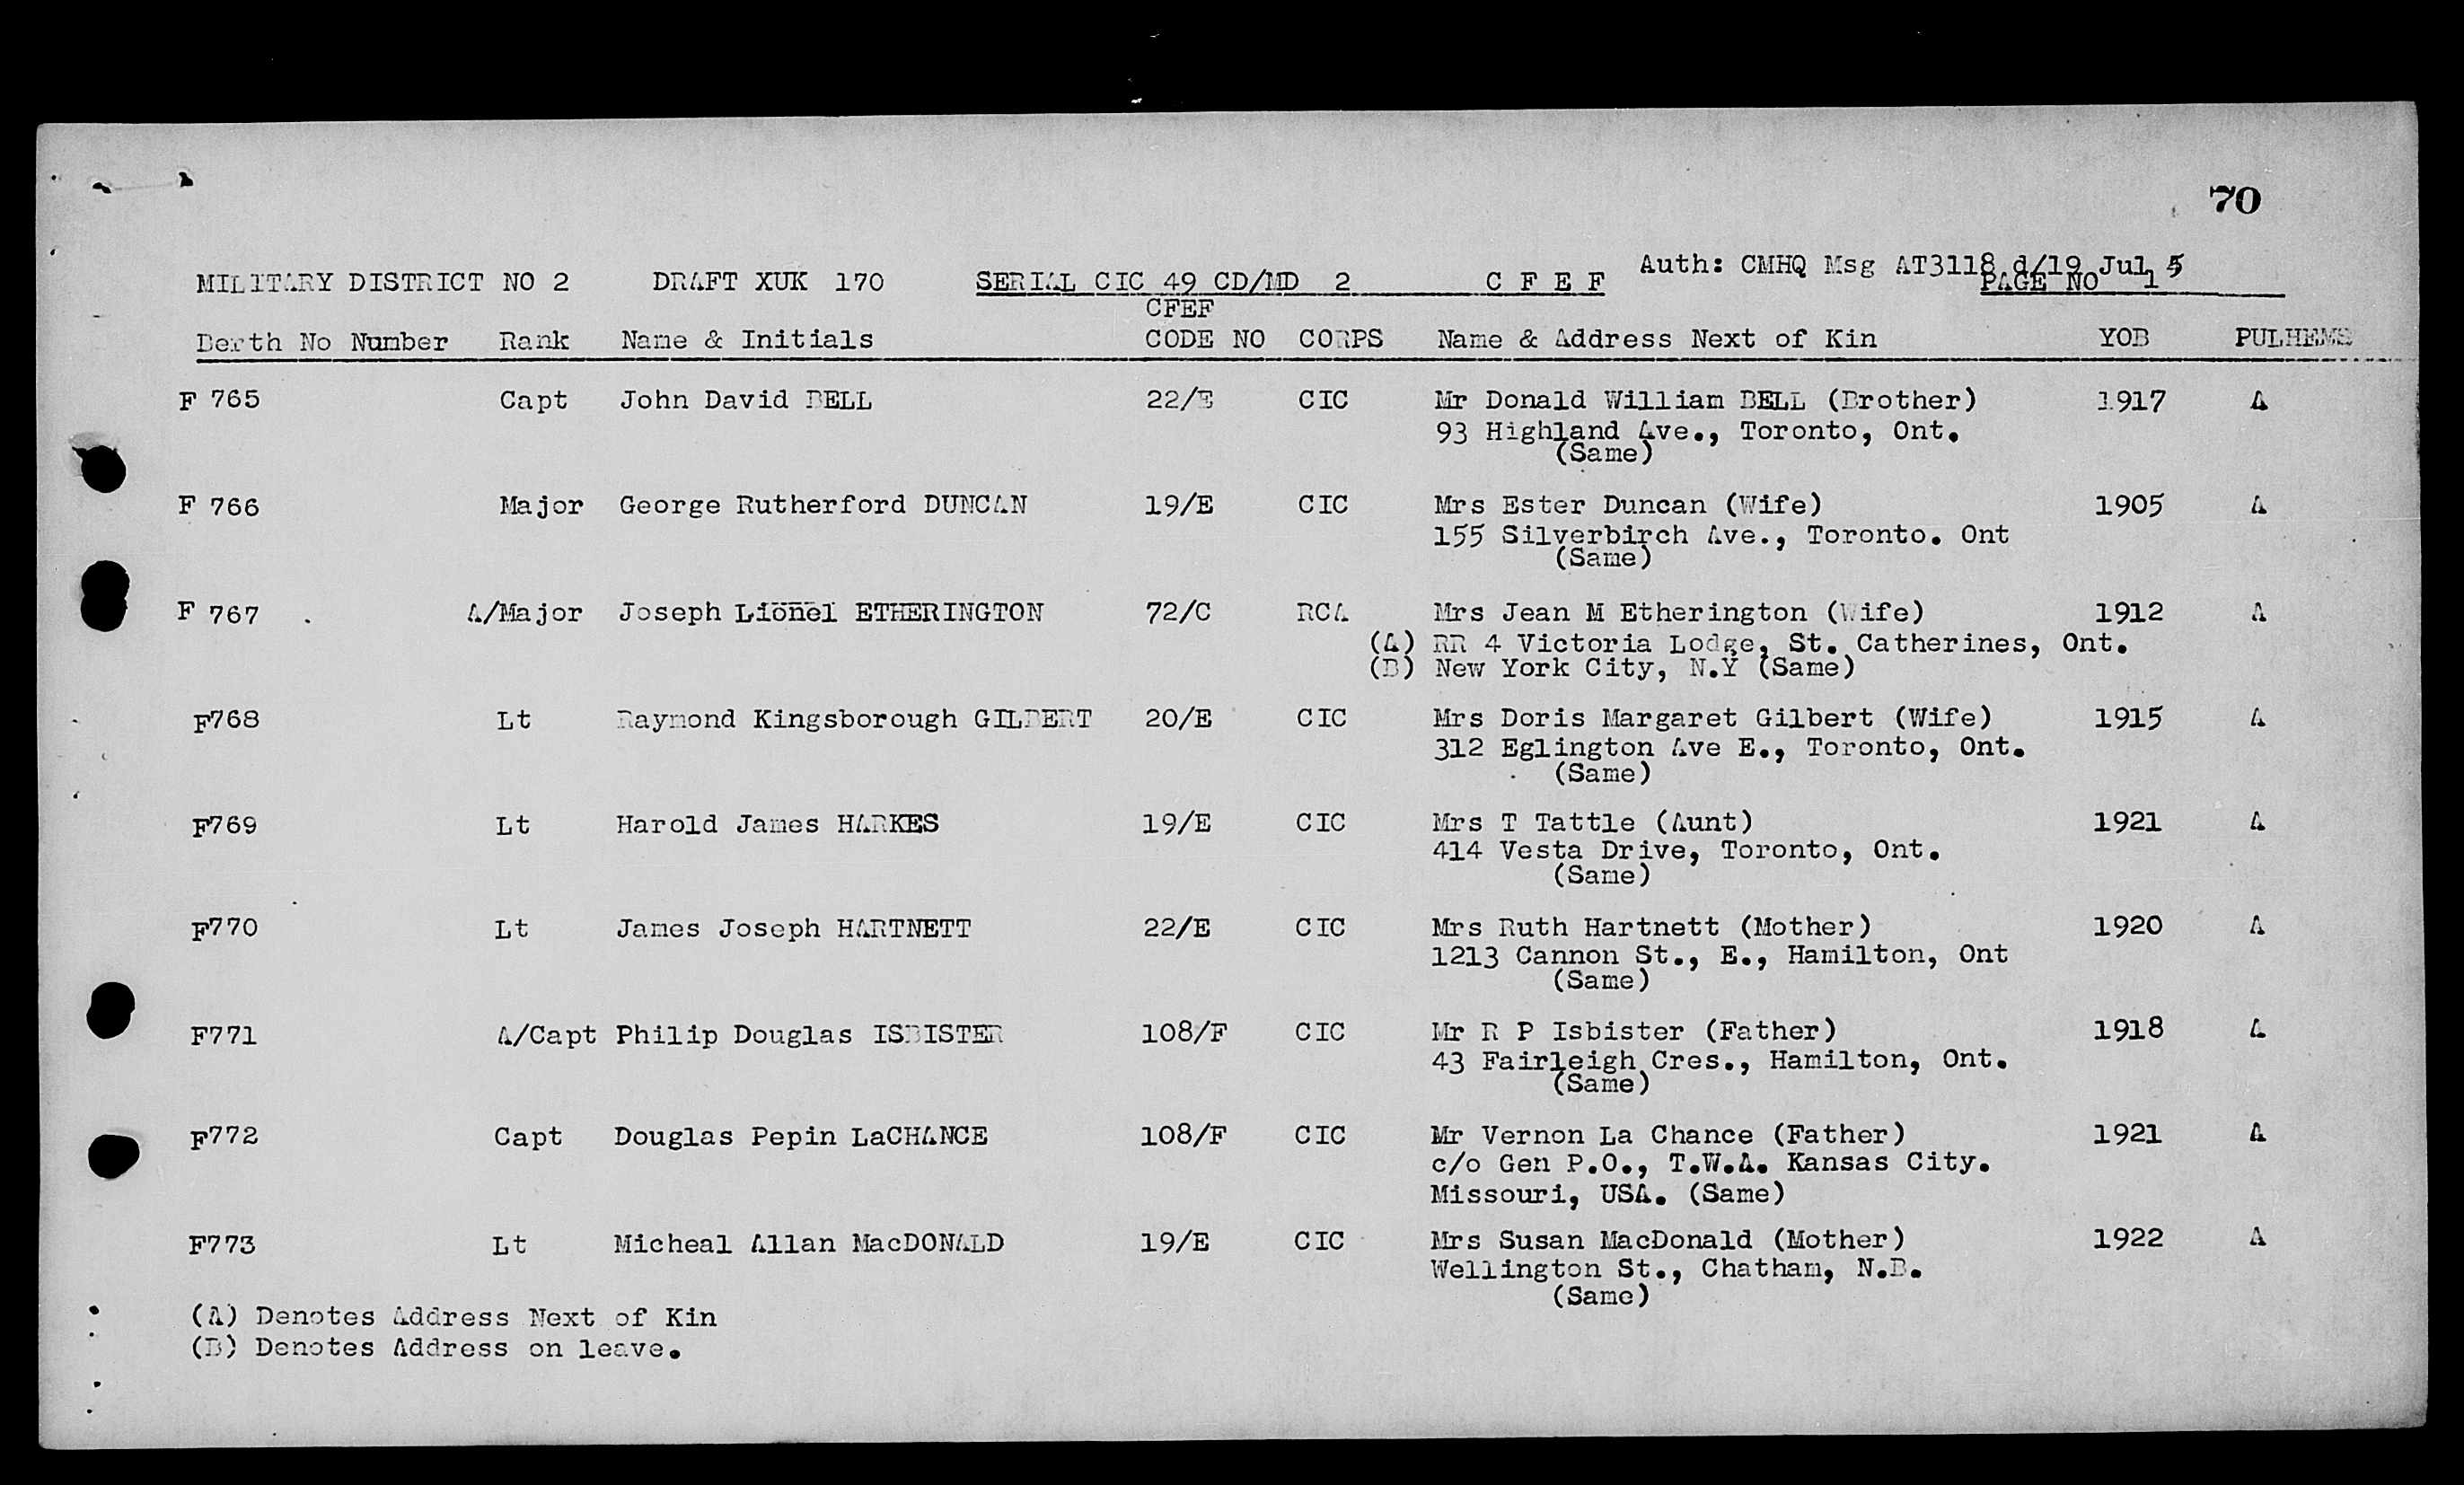 70
Auth: CMHQ Msg AT3118 d/19 Jul 5
MILITARY DISTRICT NO 2 DRAFT XUK 170 SERIAL CIC 49 CD/MD 2 C F E F PAGE NO 1
CFEF
Berth No Number Rank Name & Initials CODE NO CORPS Name & Address Next of Kin YOB PULHEMS
F 765 Capt John David BELL 22/E CIC Mr Donald William BELL (Brother) 1917 A
93 Highland Ave., Toronto, Ont.
(Same)
F 766 Major George Rutherford DUNCAN 19/E CIC Mrs Ester Duncan (Wife) 1905 A
155 Silverbirch Ave., Toronto. Ont
(Same)
F 767 A/Major Joseph Lionel ETHERINGTON 72/C RCA Mrs Jean M Etherington (Wife) 1912 A
(A) RR 4 Victoria Lodge, St. Catherines, Ont.
(B) New York City, N.Y (Same)
F768 Lt Raymond Kingsborough GILBERT 20/E CIC Mrs Doris Margaret Gilbert (Wife) 1915 A
312 Eglington Ave E., Toronto, Ont.
(Same)
F769 Lt Harold James HARKES 19/E CIC Mrs T Tattle (Aunt) 1921 A
414 Vesta Drive, Toronto, Ont.
(Same)
F770 Lt James Joseph HARTNETT 22/E CIC Mrs Ruth Hartnett (Mother) 1920 A
1213 Cannon St., E., Hamilton, Ont
(Same)
F771 A/Capt Philip Douglas ISBISTER 108/F CIC Mr R P Isbister (Father) 1918 A
43 Fairleigh Cres., Hamilton, Ont.
(Same)
F772 Capt Douglas Pepin LaCHANCE 108/F CIC Mr Vernon La Chance (Father) 1921 A
c/o Gen P.O., T.W.A. Kansas City.
Missouri, USA. (Same)
F773 Lt Micheal Allan MacDONALD 19/E CIC Mrs Susan MacDonald (Mother) 1922 A
Wellington St., Chatham, N.B.
(Same)
(A) Denotes Address Next of Kin
(B) Denotes Address on leave.